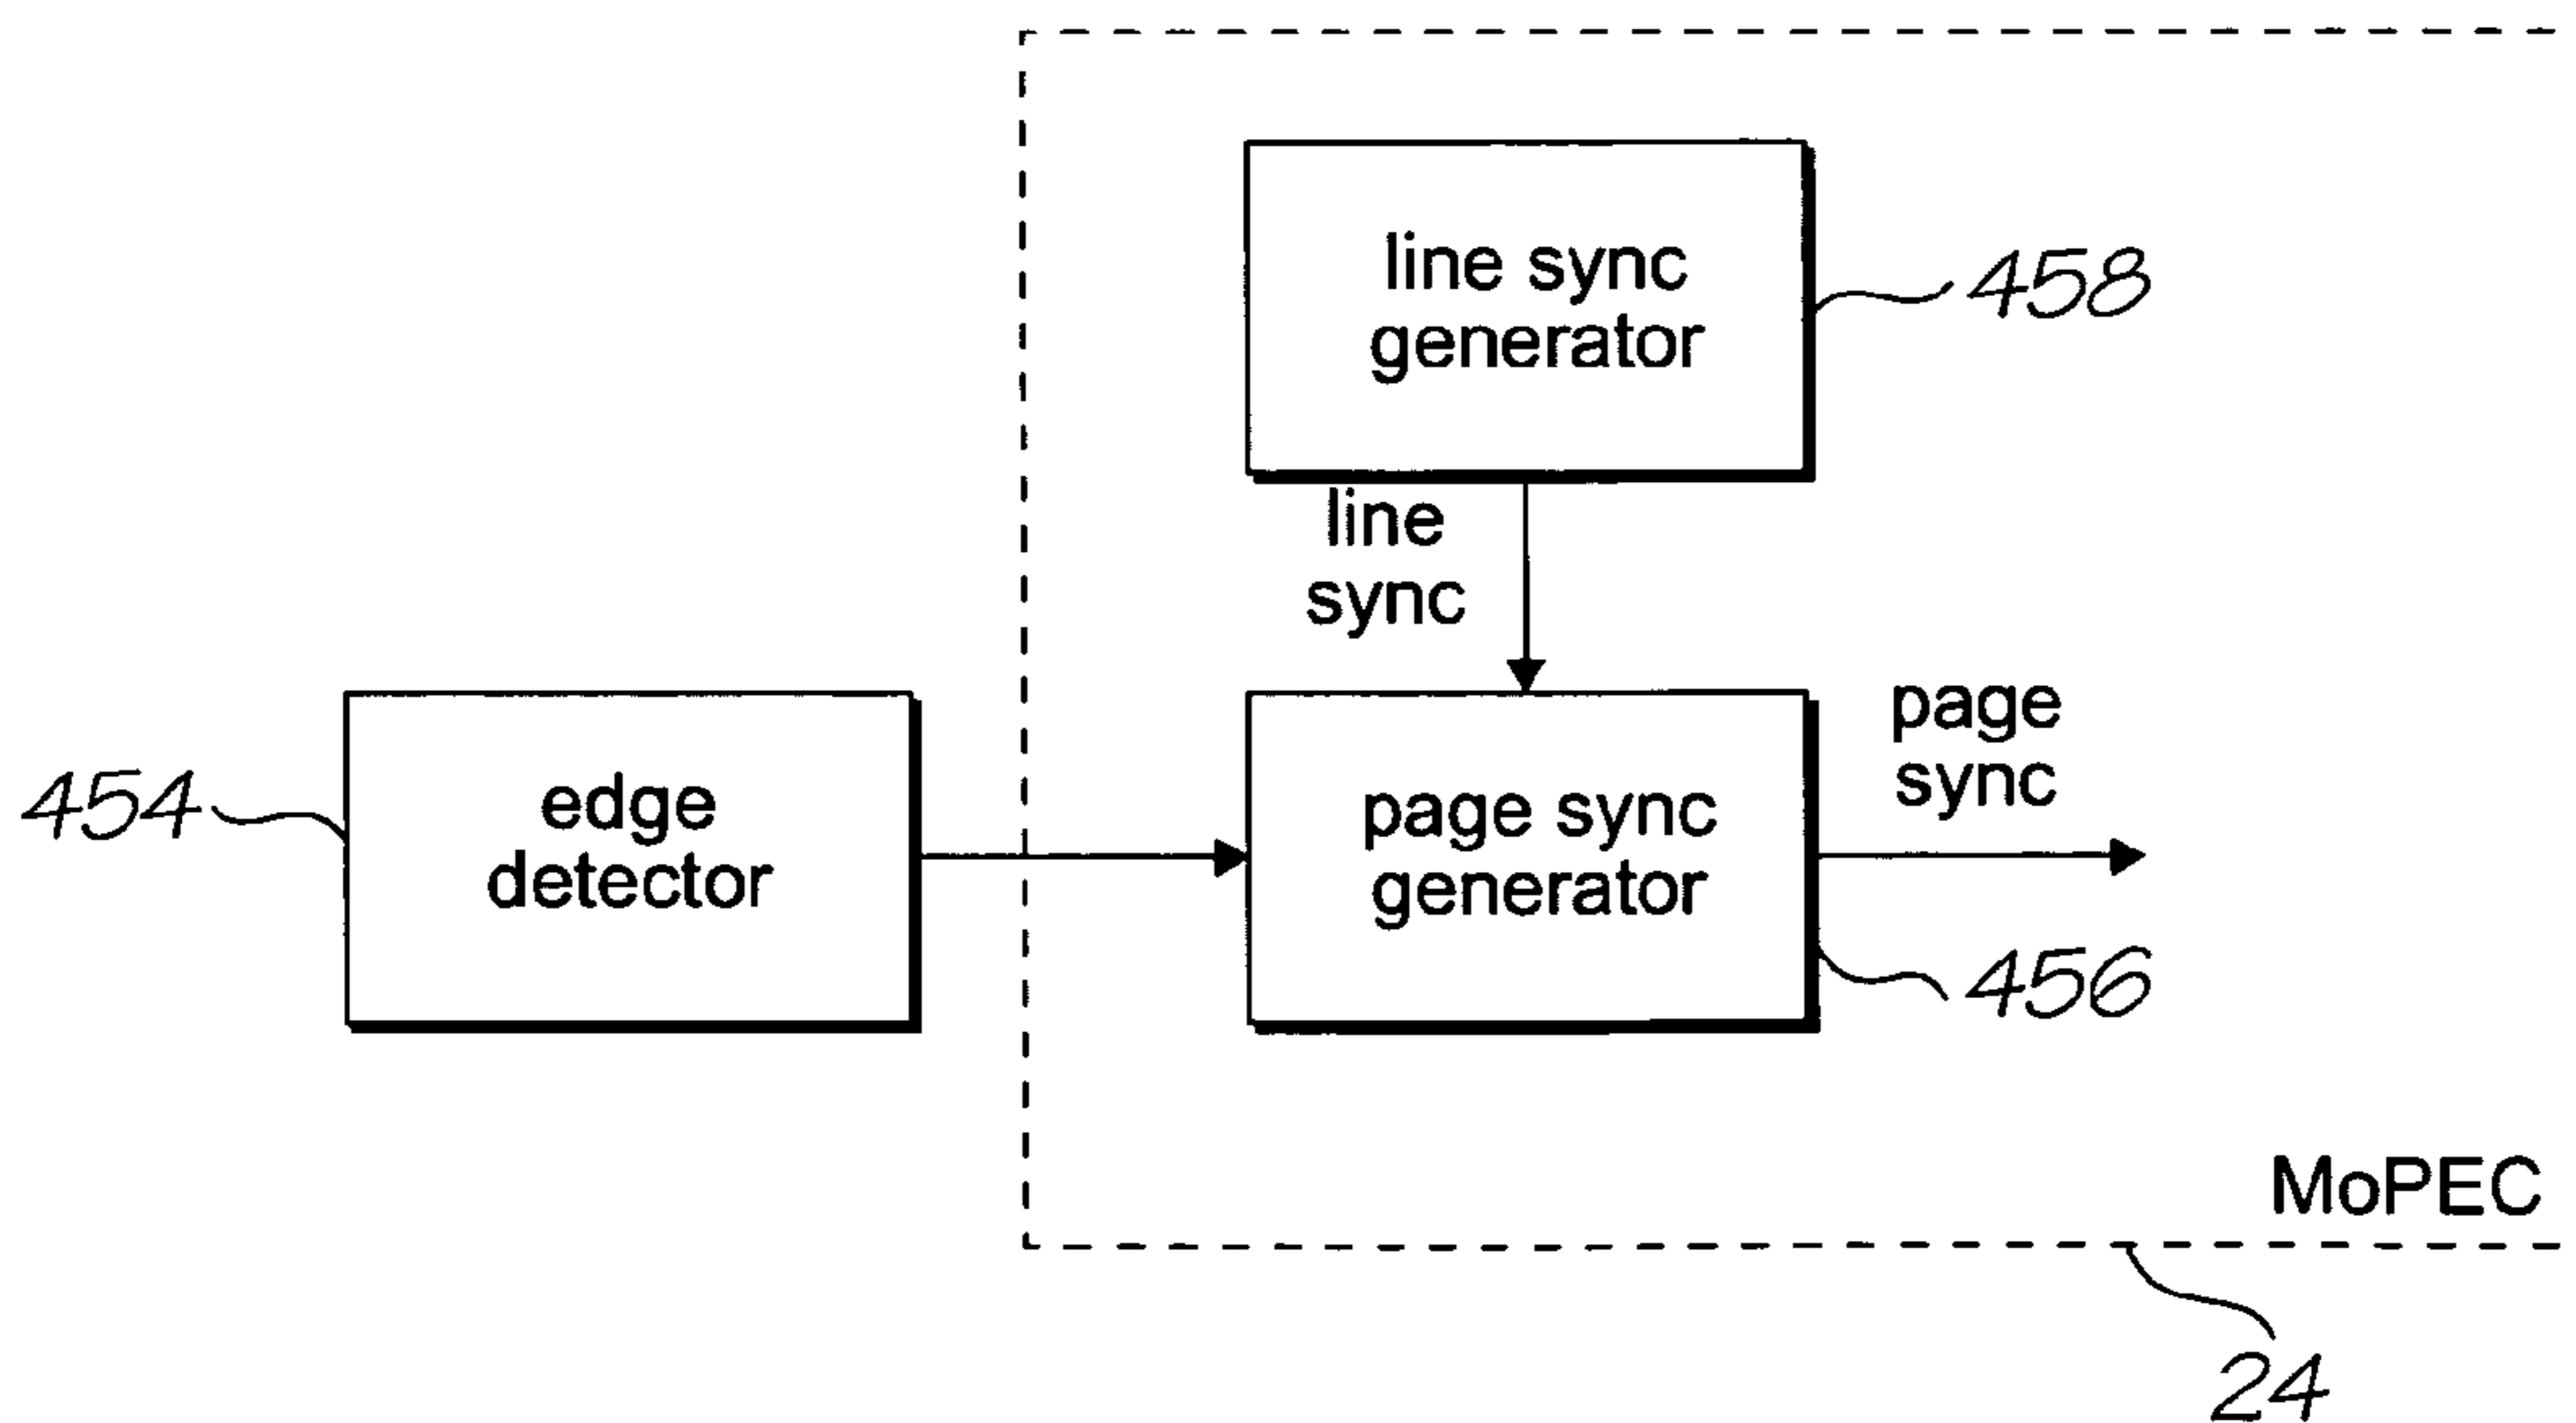 line sync
generator
458
line
sync
page
sync
454
edge
detector
page sync
generator
456
MoPEC
24